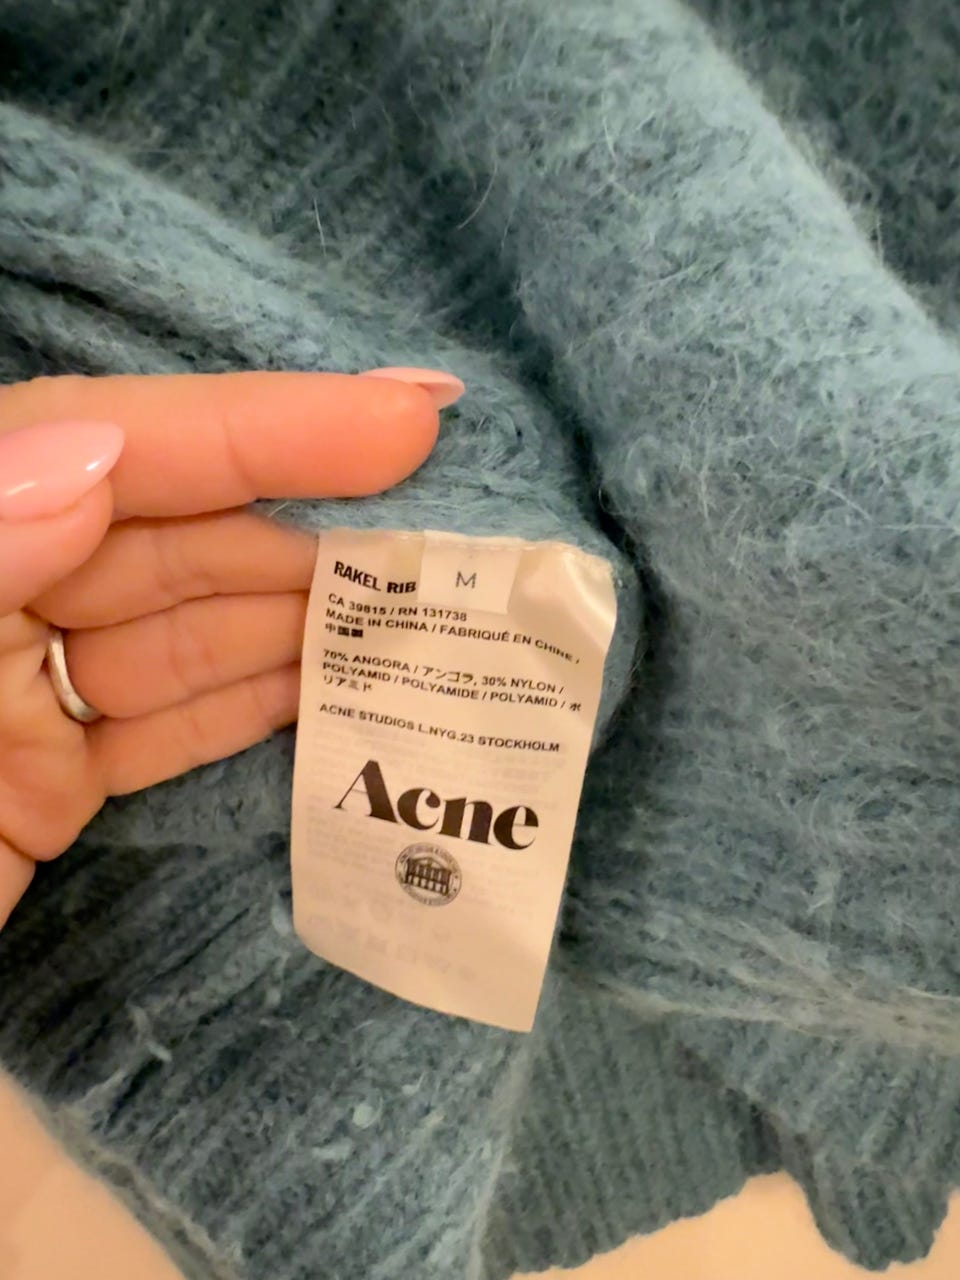 RAKEL RIB
M
CA 39815 / RN 131738
MADE IN CHINA / FABRIQUÉ EN CHINE /
中国製
70% ANGORA / アンゴラ, 30% NYLON /
POLYAMID / POLYAMIDE / POLYAMID / ポ
リアミド
ACNE STUDIOS L.NYG.23 STOCKHOLM
Acne